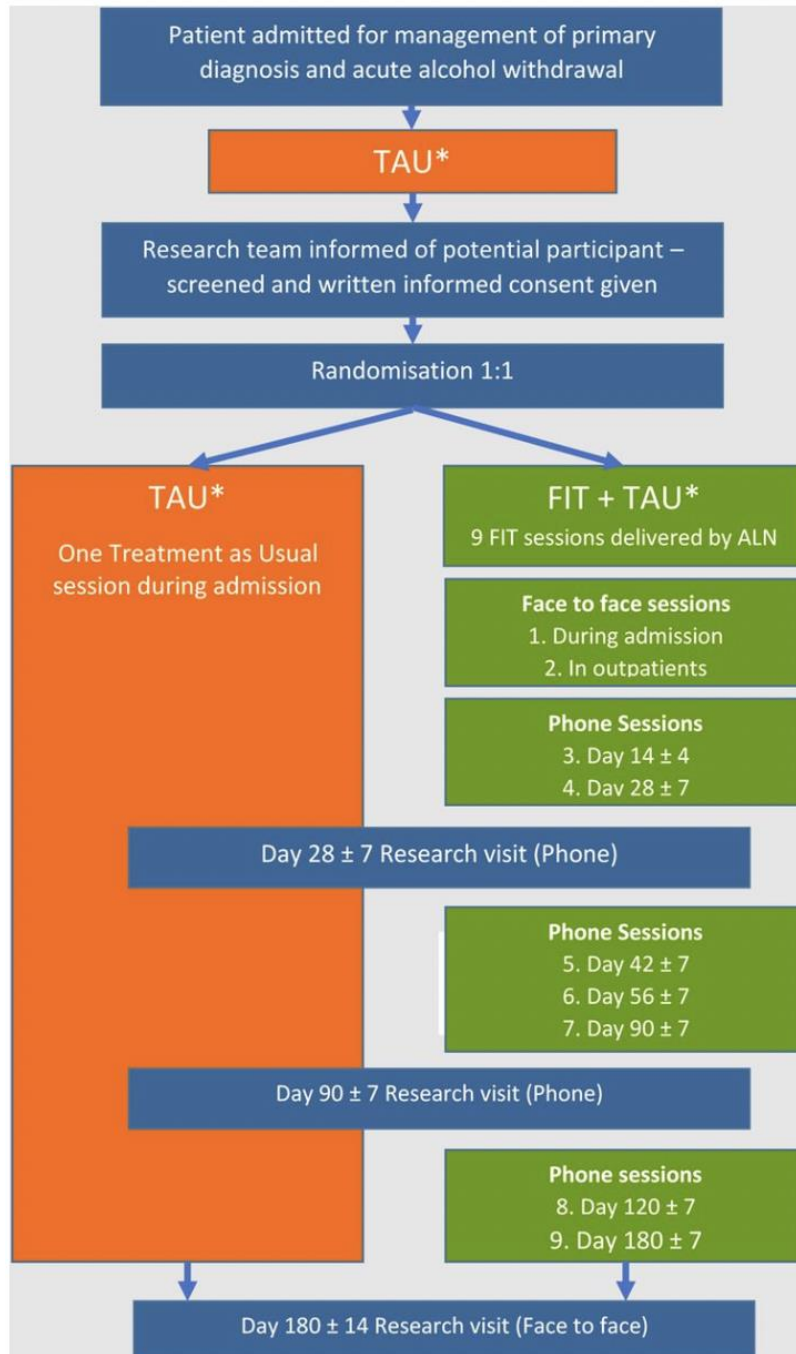 Patient admitted for management of primary
diagnosis and acute alcohol withdrawal
TAU*
Research team informed of potential participant –
screened and written informed consent given
Randomisation 1:1
TAU*
One Treatment as Usual
session during admission
FIT + TAU*
9 FIT sessions delivered by ALN
Face to face sessions
1. During admission
2. In outpatients
Phone Sessions
3. Day 14 ± 4
4. Day 28 ± 7
Day 28 ± 7 Research visit (Phone)
Phone Sessions
5. Day 42 ± 7
6. Day 56 ± 7
7. Day 90 ± 7
Day 90 ± 7 Research visit (Phone)
Phone sessions
8. Day 120 ± 7
9. Day 180 ± 7
Day 180 ± 14 Research visit (Face to face)